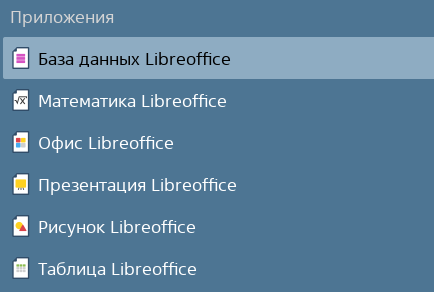 Приложения
База данных Libreoffice
Математика Libreoffice
Офис Libreoffice
Презентация Libreoffice
Рисунок Libreoffice
Таблица Libreoffice